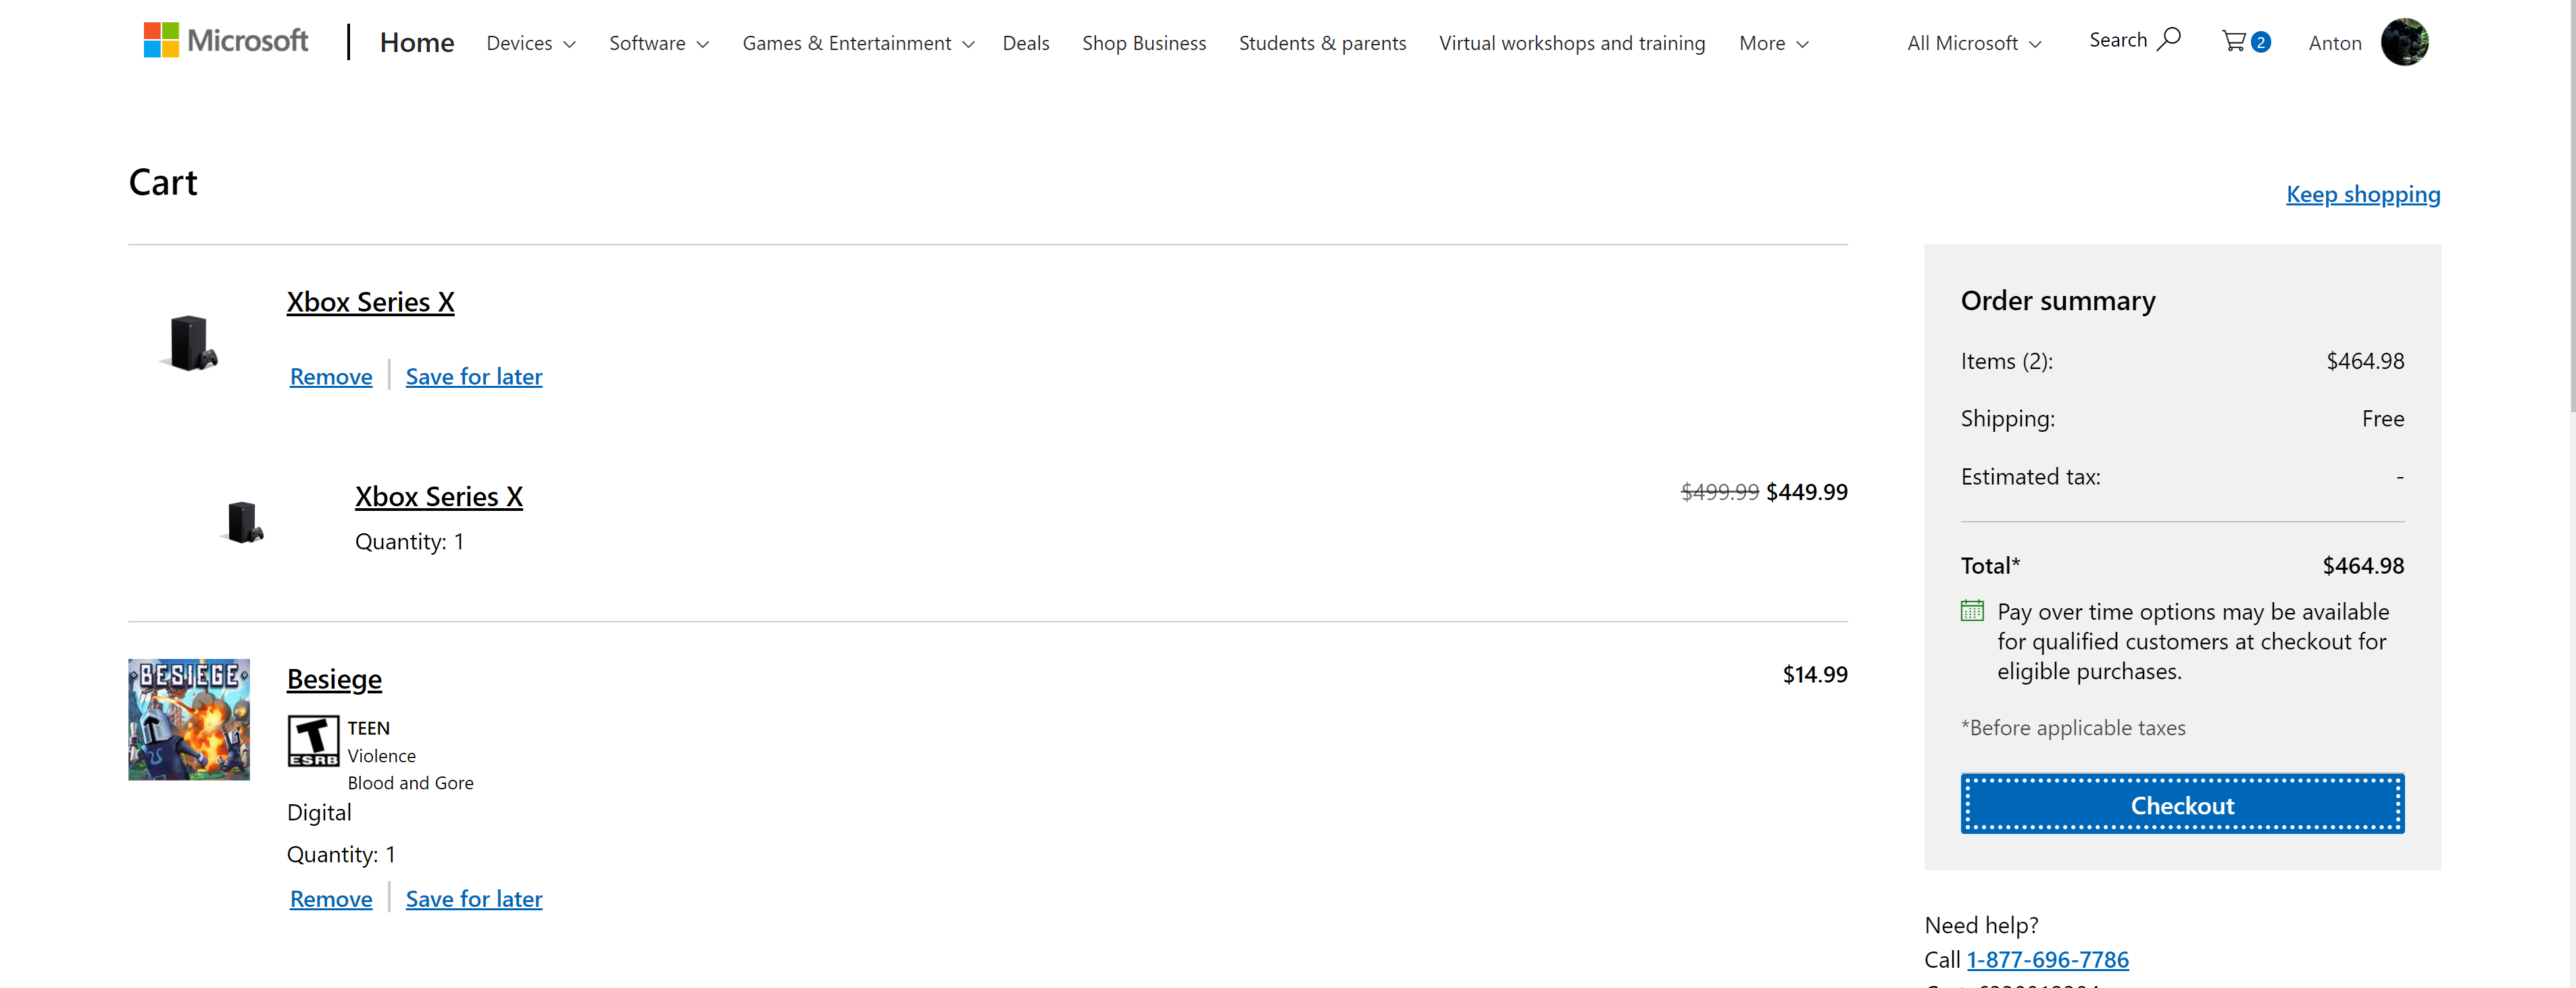 Microsoft
Home Devices Software Games & Entertainment Deals Shop Business Students & parents Virtual workshops and training More All Microsoft Search 2 Anton
Cart
Keep shopping
Xbox Series X
Remove Save for later
Xbox Series X
$499.99 $449.99
Quantity: 1
BESIEGE
Besiege
$14.99
T
ESRB
TEEN
Violence
Blood and Gore
Digital
Quantity: 1
Remove Save for later
Order summary
Items (2): $464.98
Shipping: Free
Estimated tax: -
Total* $464.98
Pay over time options may be available
for qualified customers at checkout for
eligible purchases.
*Before applicable taxes
Checkout
Need help?
Call 1-877-696-7786